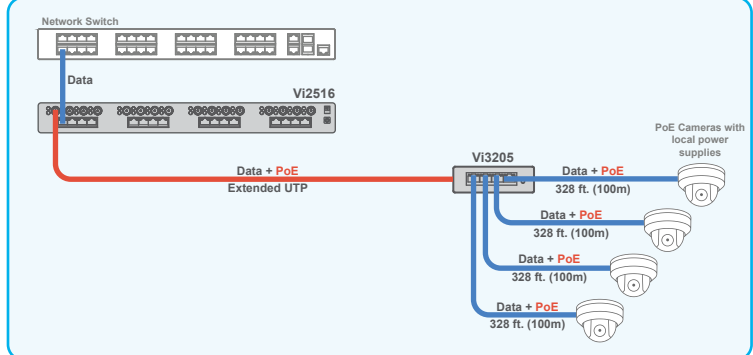 Network Switch
Data
Vi2516
Data + PoE
Extended UTP
Vi3205
PoE Cameras with
local power
supplies
Data + PoE
328 ft. (100m)
Data + PoE
328 ft. (100m)
Data + PoE
328 ft. (100m)
Data + PoE
328 ft. (100m)